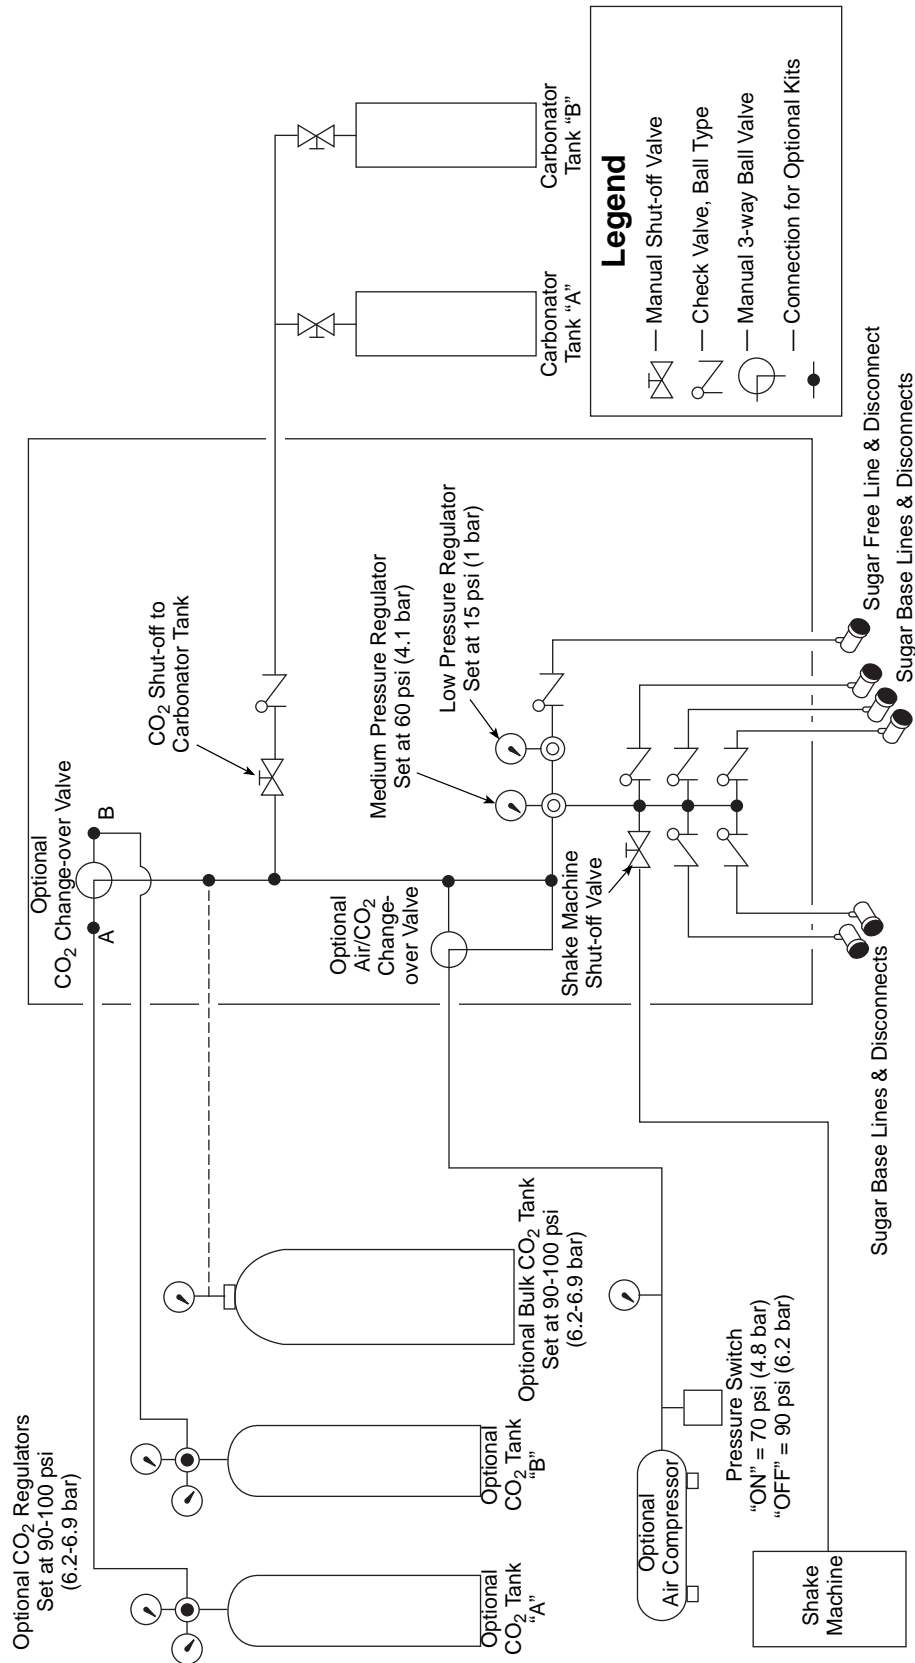 Optional CO2 Regulators
Set at 90-100 psi
(6.2-6.9 bar)
Optional
CO2 Tank
“A”
Optional
CO2 Tank
“B”
Optional Bulk CO2 Tank
Set at 90-100 psi
(6.2-6.9 bar)
Optional
CO2 Change-over Valve
A
B
CO2 Shut-off to
Carbonator Tank
Carbonator
Tank “A”
Carbonator
Tank “B”
Optional
Air/CO2
Change-
over Valve
Medium Pressure Regulator
Set at 60 psi (4.1 bar)
Low Pressure Regulator
Set at 15 psi (1 bar)
Shake Machine
Shut-off Valve
Optional
Air Compressor
Pressure Switch
“ON” = 70 psi (4.8 bar)
“OFF” = 90 psi (6.2 bar)
Shake
Machine
Sugar Base Lines & Disconnects
Sugar Free Line & Disconnect
Sugar Base Lines & Disconnects
Legend
— Manual Shut-off Valve
— Check Valve, Ball Type
— Manual 3-way Ball Valve
— Connection for Optional Kits